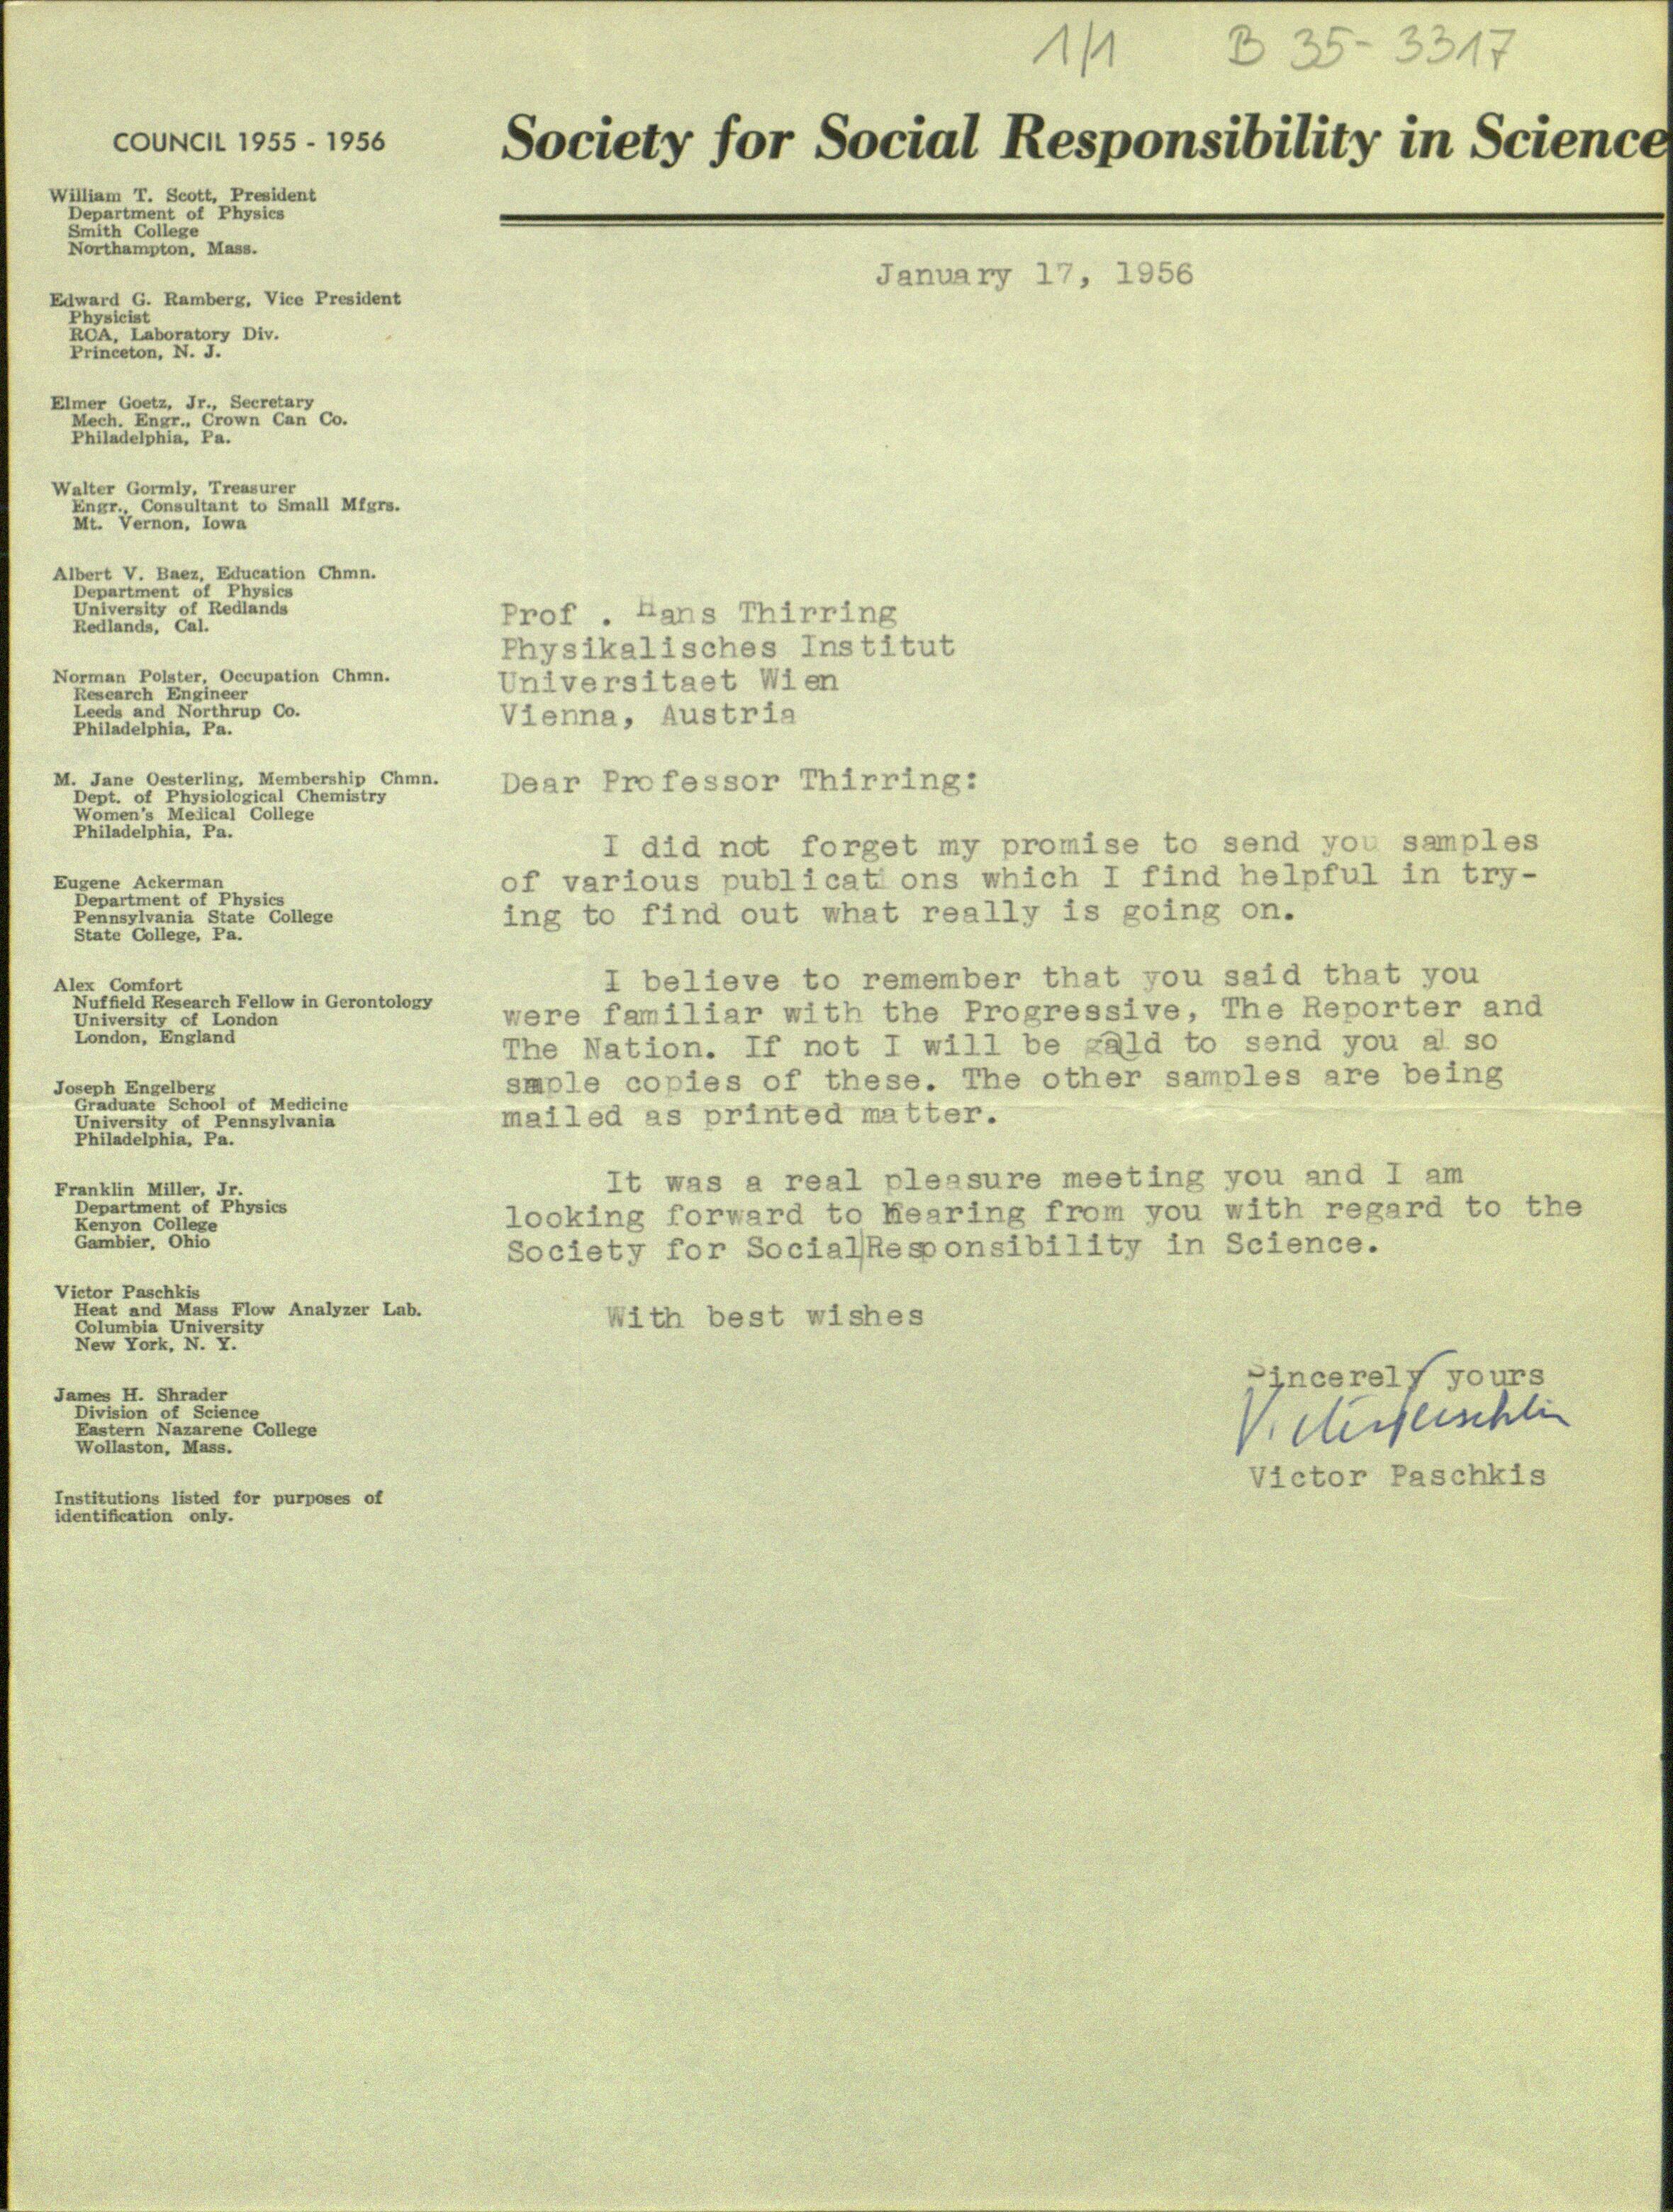 1/1 B 35-3317
Society for Social Responsibility in Science
COUNCIL 1955 - 1956
William T. Scott, President
Department of Physics
Smith College
Northampton, Mass.
Edward G. Ramberg, Vice President
Physicist
RCA, Laboratory Div.
Princeton, N. J.
Elmer Goetz, Jr., Secretary
Mech. Engr., Crown Can Co.
Philadelphia, Pa.
Walter Gormly, Treasurer
Engr., Consultant to Small Mfgrs.
Mt. Vernon, Iowa
Albert V. Baez, Education Chmn.
Department of Physics
University of Redlands
Redlands, Cal.
Norman Polster, Occupation Chmn.
Research Engineer
Leeds and Northrup Co.
Philadelphia, Pa.
M. Jane Oesterling, Membership Chmn.
Dept. of Physiological Chemistry
Women's Medical College
Philadelphia, Pa.
Eugene Ackerman
Department of Physics
Pennsylvania State College
State College, Pa.
Alex Comfort
Nuffield Research Fellow in Gerontology
University of London
London, England
Joseph Engelberg
Graduate School of Medicine
University of Pennsylvania
Philadelphia, Pa.
Franklin Miller, Jr.
Department of Physics
Kenyon College
Gambier, Ohio
Victor Paschkis
Heat and Mass Flow Analyzer Lab.
Columbia University
New York, N. Y.
James H. Shrader
Division of Science
Eastern Nazarene College
Wollaston, Mass.
Institutions listed for purposes of
identification only.
January 17, 1956
Prof . Hans Thirring
Physikalisches Institut
Universitaet Wien
Vienna, Austria
Dear Professor Thirring:
I did not forget my promise to send you samples
of various publications which I find helpful in try-
ing to find out what really is going on.
I believe to remember that you said that you
were familiar with the Progressive, The Reporter and
The Nation. If not I will be gald to send you al so
smple copies of these. The other samples are being
mailed as printed matter.
It was a real pleasure meeting you and I am
looking forward to hearing from you with regard to the
Society for Social|Responsibility in Science.
With best wishes
Sincerely yours
Victor Paschkis
Victor Paschkis